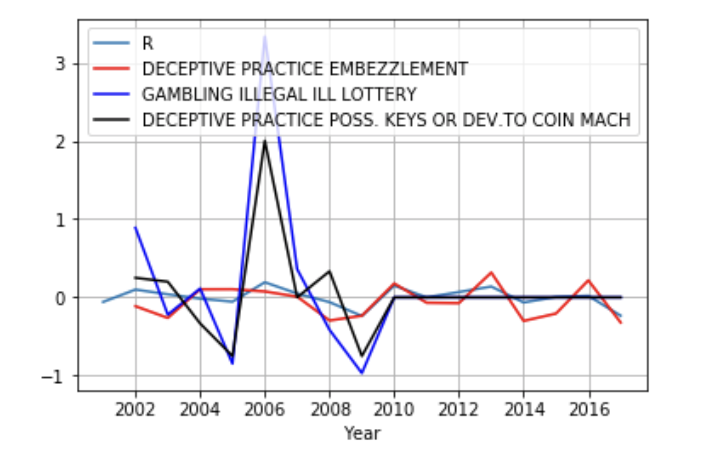 R
DECEPTIVE PRACTICE EMBEZZLEMENT
GAMBLING ILLEGAL ILL LOTTERY
DECEPTIVE PRACTICE POSS. KEYS OR DEV.TO COIN MACH
3
2
1
0
−1
2002 2004 2006 2008 2010 2012 2014 2016
Year